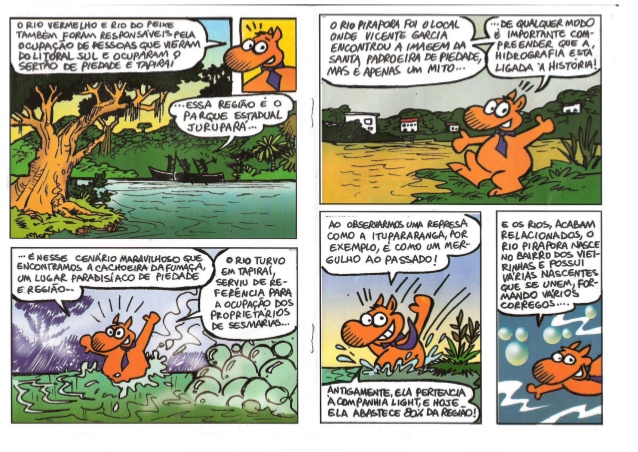 O RIO VERMELHO E RIO DO PEIXE
TAMBÉM FORAM RESPONSÁVEIS PELA
OCUPAÇÃO DE PESSOAS QUE VIERAM
DO LITORAL SUL E OCUPARAM O
SERTÃO DE PIEDADE E TAPIRAÍ!
...ESSA REGIÃO É O
PARQUE ESTADUAL
JURUPARÁ...
...É NESSE CENÁRIO MARAVILHOSO QUE
ENCONTRAMOS A CACHOEIRA DA FUMAÇA,
UM LUGAR PARADISÍACO DE PIEDADE
E REGIÃO...
O RIO TURVO
EM TAPIRAÍ,
SERVIU DE RE-
FERÊNCIA PARA
A OCUPAÇÃO DOS
PROPRIETÁRIOS
DE SESMARIAS...
O RIO PIRAPORA FOI O LOCAL
ONDE VICENTE GARCIA
ENCONTROU A IMAGEM DA
SANTA PADROEIRA DE PIEDADE,
MAS É APENAS UM MITO...
...DE QUALQUER MODO
É IMPORTANTE COM-
PREENDER QUE A
HIDROGRAFIA ESTÁ
LIGADA À HISTÓRIA!
AO OBSERVARMOS UMA REPRESA
COMO A ITUPARARANGA, POR
EXEMPLO, É COMO UM MER-
GULHO AO PASSADO!
ANTIGAMENTE, ELA PERTENCIA
À COMPANHIA LIGHT, E HOJE
ELA ABASTECE 80% DA REGIÃO!
E OS RIOS, ACABAM
RELACIONADOS, O
RIO PIRAPORA NASCE
NO BAIRRO DOS VIEI-
RINHAS E POSSUI
VÁRIAS NASCENTES
QUE SE UNEM, FOR-
MANDO VÁRIOS
CÓRREGOS....